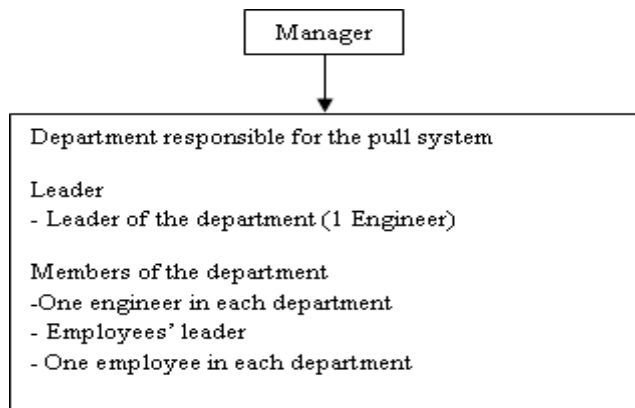 Manager
Department responsible for the pull system
Leader
- Leader of the department (1 Engineer)
Members of the department
-One engineer in each department
- Employees' leader
- One employee in each department